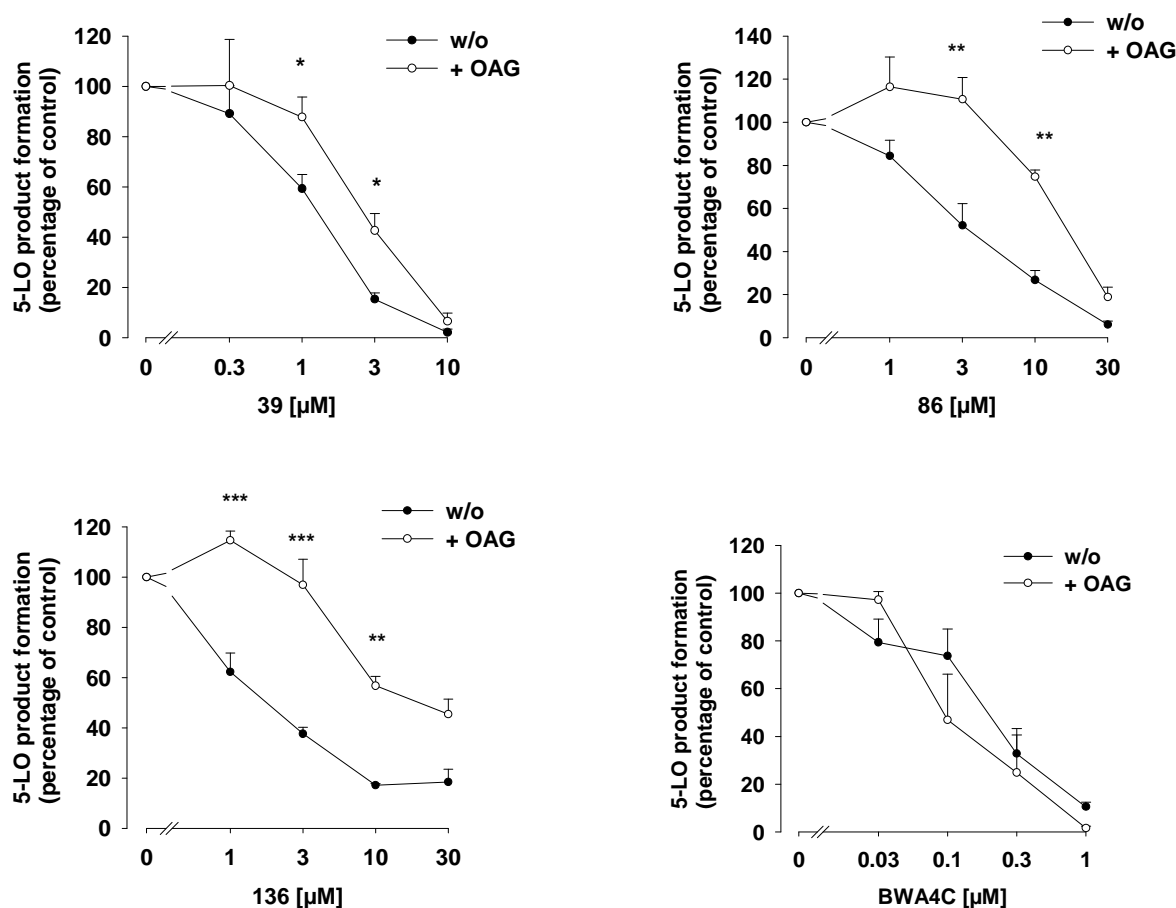 5-LO product formation
(percentage of control)
120
100
80
60
40
20
0
w/o
+ OAG
*
*
0 0.3 1 3 10
39 [µM]
5-LO product formation
(percentage of control)
140
120
100
80
60
40
20
0
w/o
+ OAG
**
**
0 1 3 10 30
86 [µM]
5-LO product formation
(percentage of control)
120
100
80
60
40
20
0
w/o
+ OAG
***
***
**
0 1 3 10 30
136 [µM]
5-LO product formation
(percentage of control)
120
100
80
60
40
20
0
w/o
+ OAG
0 0.03 0.1 0.3 1
BWA4C [µM]